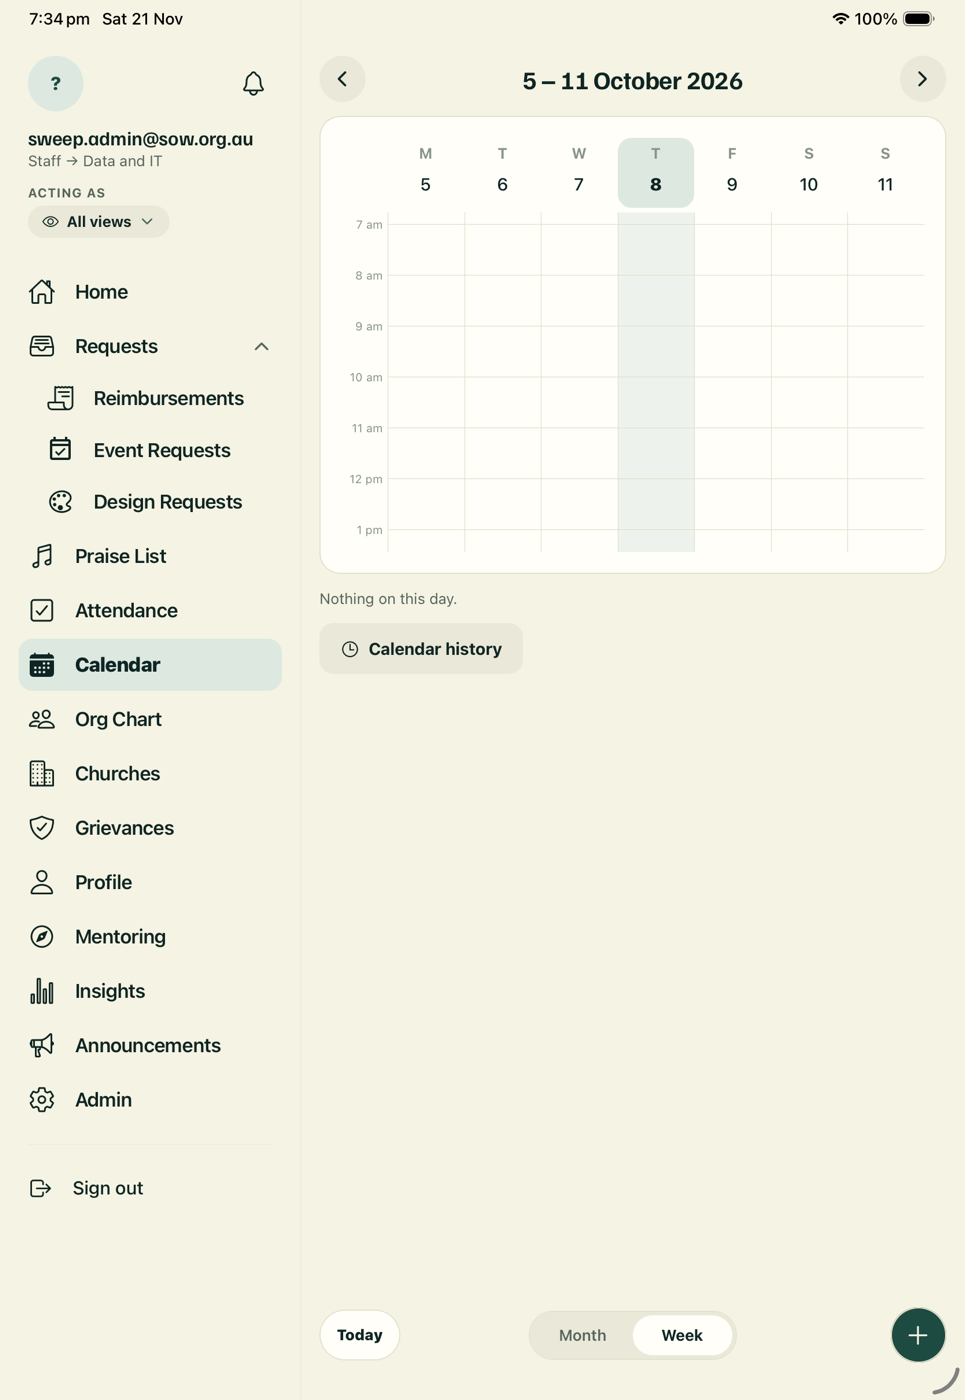 7:34 pm Sat 21 Nov
100%
?
sweep.admin@sow.org.au
Staff → Data and IT
ACTING AS
All views
Home
Requests
Reimbursements
Event Requests
Design Requests
Praise List
Attendance
Calendar
Org Chart
Churches
Grievances
Profile
Mentoring
Insights
Announcements
Admin
Sign out
5 – 11 October 2026
M T W T F S S
5 6 7 8 9 10 11
7 am
8 am
9 am
10 am
11 am
12 pm
1 pm
Nothing on this day.
Calendar history
Today
Month Week